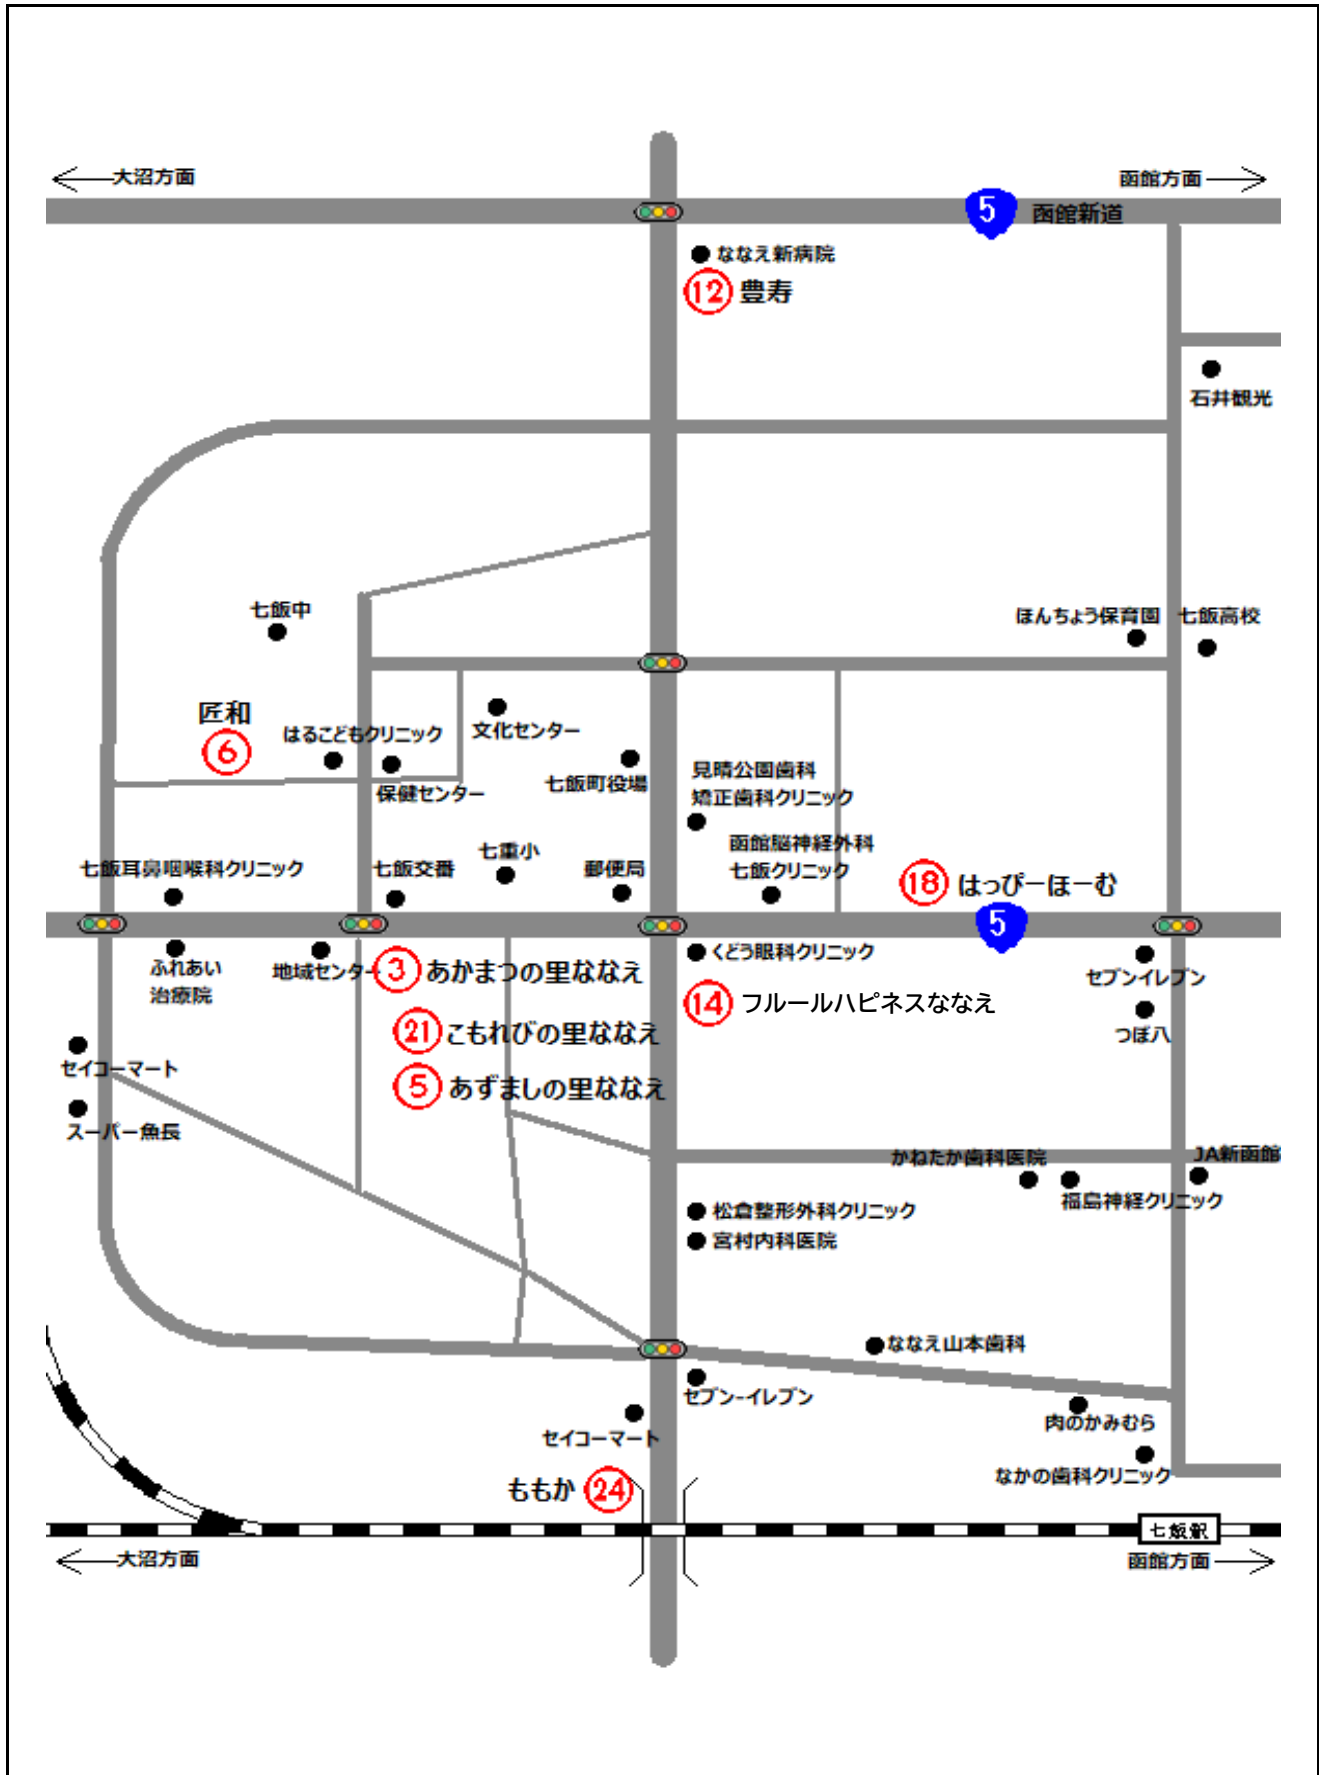 大沼方面
函館方面
5
函館新道
ななえ新病院
12 豊寿
石井観光
七飯中
ほんちょう保育園
七飯高校
匠和
6
はるこどもクリニック
保健センター
文化センター
七飯町役場
見晴公園歯科
矯正歯科クリニック
函館脳神経外科
七飯クリニック
七飯耳鼻咽喉科クリニック
七飯交番
七重小
郵便局
18 はっぴーほーむ
5
ふれあい
治療院
地域センター
3 あかまつの里ななえ
くどう眼科クリニック
セブンイレブン
14 フルールハピネスななえ
21 こもれびの里ななえ
つぼ八
セイコーマート
5 あずましの里ななえ
スーパー魚長
かねたか歯科医院
JA新函館
福島神経クリニック
松倉整形外科クリニック
宮村内科医院
ななえ山本歯科
セブン-イレブン
セイコーマート
肉のかみむら
なかの歯科クリニック
ももか 24
七飯駅
大沼方面
函館方面